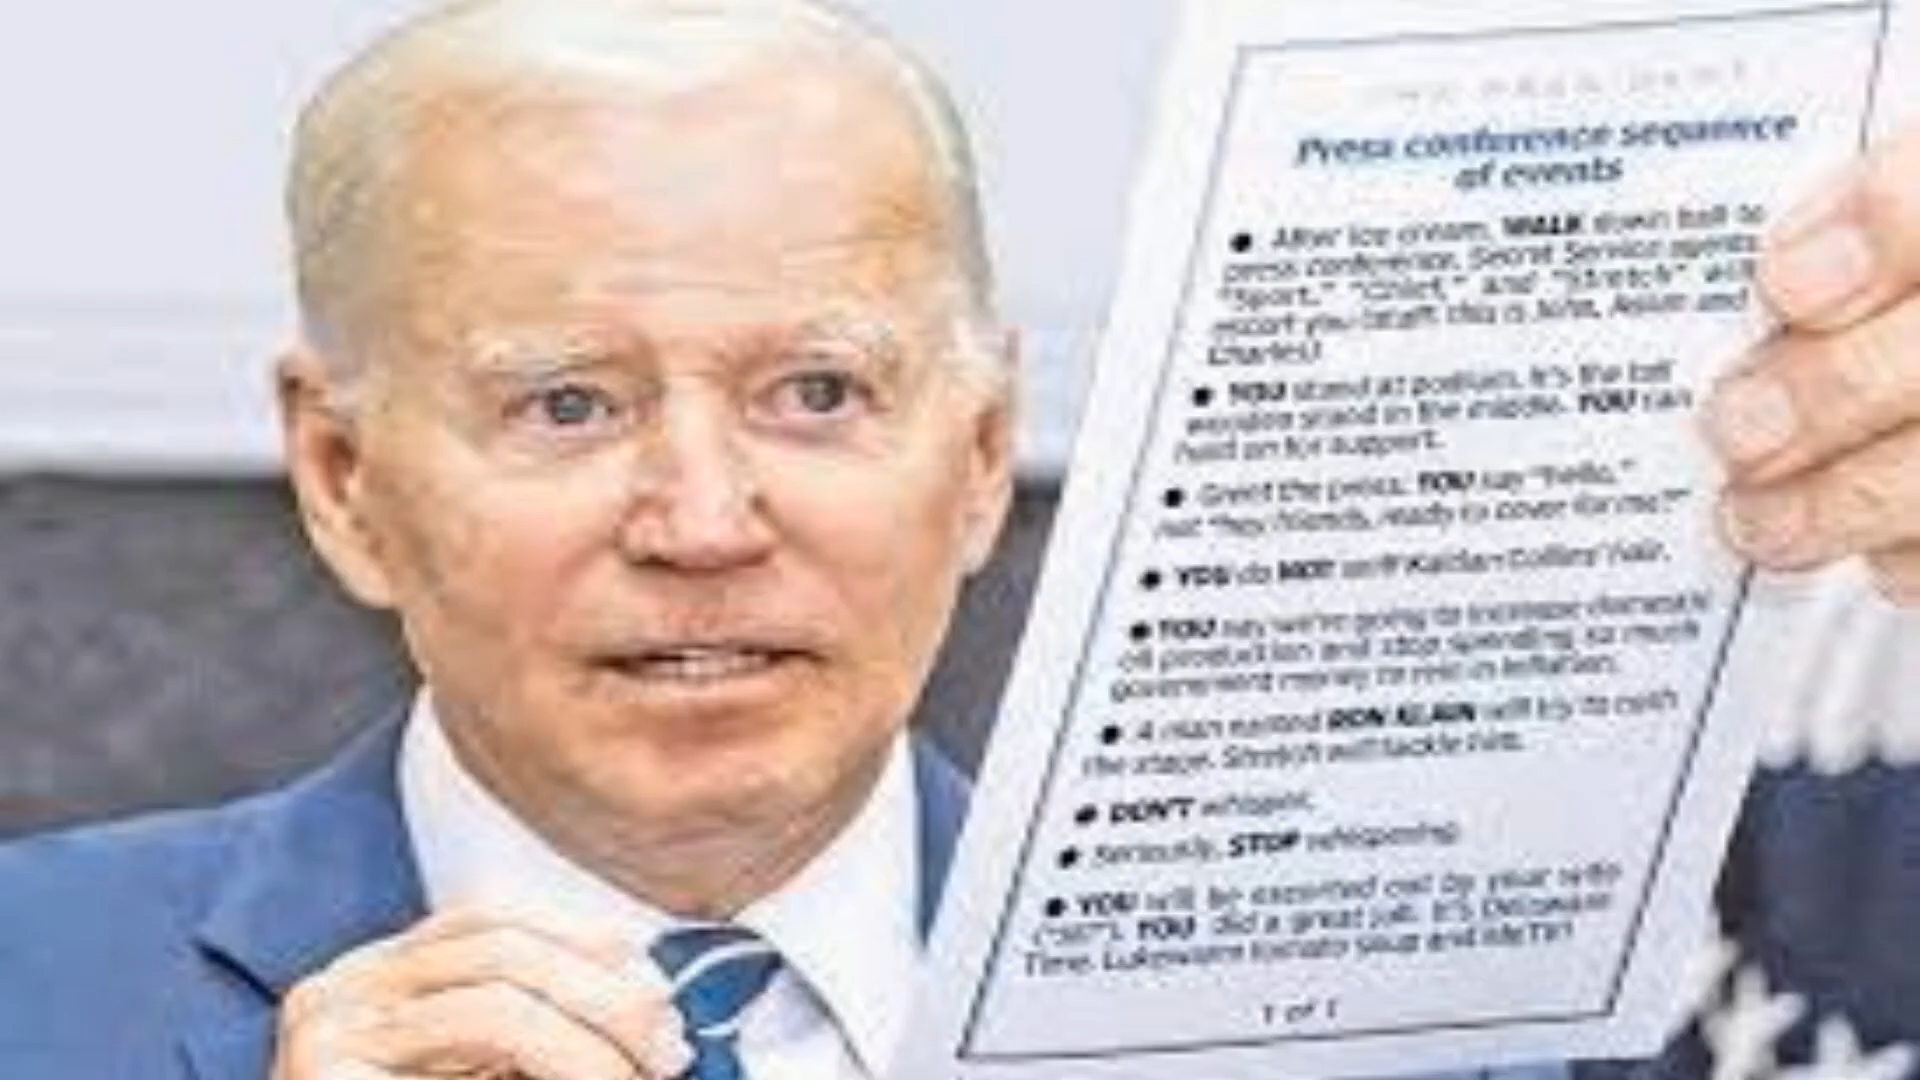 Press conference sequence
of events
● After ice cream, WALK down hall to
press conference. Secret Service agents
"Sport," "Chief," and "Stretch" will
escort you (staff: this is John, and
Charles)
● YOU stand at podium. It's the tall
wooden stand in the middle. YOU can
hold on for support.
● Greet the press. YOU say "hello,"
not "hey friends, ready to cover for me?"
● YOU do NOT sniff Kaitlan Collins' hair.
● YOU say we're going to increase domestic
oil production and stop spending so much
government money to rein in inflation.
● A man named RON KLAIN will try to rush
the stage. Stretch will tackle him.
● DON'T whisper.
● Seriously, STOP whispering.
● YOU will be escorted out by your wife
YOU did a great job. It's Delaware
Time. Lukewarm tomato soup and
1 of 1